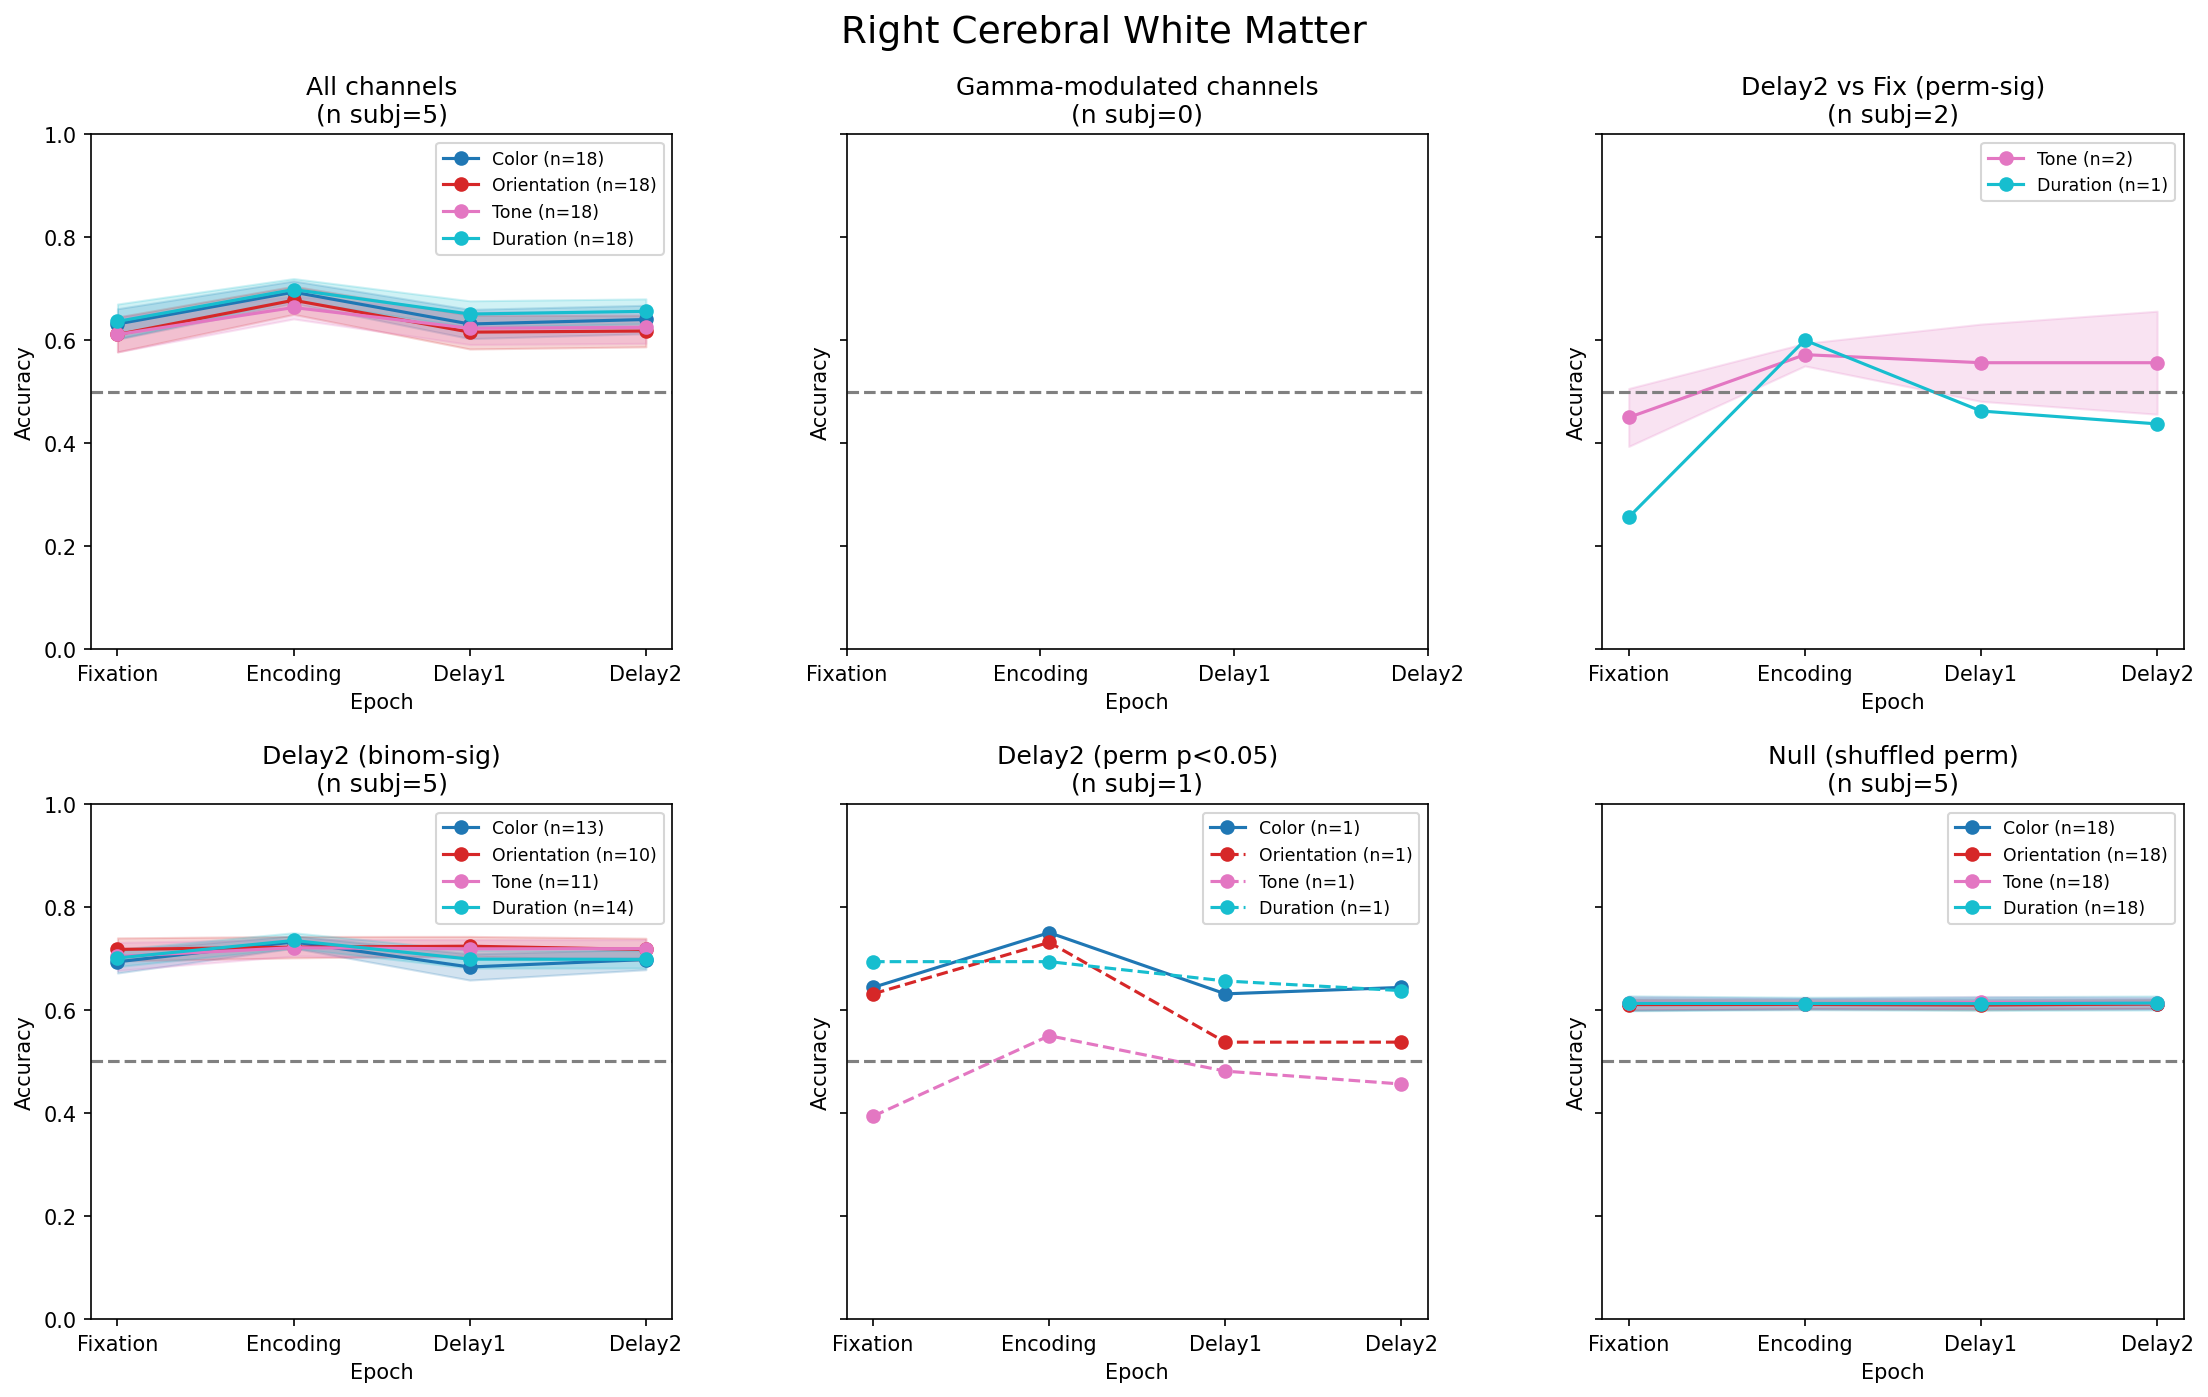 Right Cerebral White Matter
All channels
(n subj=5)
1.0
0.8
0.6
0.4
0.2
0.0
Accuracy
Color (n=18)
Orientation (n=18)
Tone (n=18)
Duration (n=18)
Fixation
Encoding
Delay1
Delay2
Epoch
Gamma-modulated channels
(n subj=0)
Accuracy
Fixation
Encoding
Delay1
Delay2
Epoch
Delay2 vs Fix (perm-sig)
(n subj=2)
Accuracy
Tone (n=2)
Duration (n=1)
Fixation
Encoding
Delay1
Delay2
Epoch
Delay2 (binom-sig)
(n subj=5)
1.0
0.8
0.6
0.4
0.2
0.0
Accuracy
Color (n=13)
Orientation (n=10)
Tone (n=11)
Duration (n=14)
Fixation
Encoding
Delay1
Delay2
Epoch
Delay2 (perm p<0.05)
(n subj=1)
Accuracy
Color (n=1)
Orientation (n=1)
Tone (n=1)
Duration (n=1)
Fixation
Encoding
Delay1
Delay2
Epoch
Null (shuffled perm)
(n subj=5)
Accuracy
Color (n=18)
Orientation (n=18)
Tone (n=18)
Duration (n=18)
Fixation
Encoding
Delay1
Delay2
Epoch